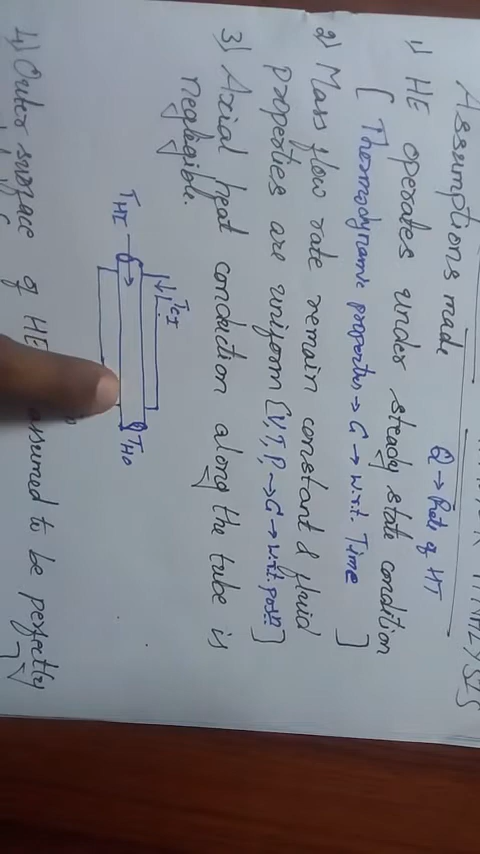 ANALYSIS
Assumptions made
Q → Rate of HT
1) HE operates under steady state condition
[Thermodynamic properties → C → w.r.t. Time]
2) Mass flow rate remain constant & fluid
properties are uniform [V, T, P, → C → w.r.t. posn]
3) Axial heat conduction along the tube is
negligible.
THI
TCI
THO
4) Outer surface of HE assumed to be perfectly